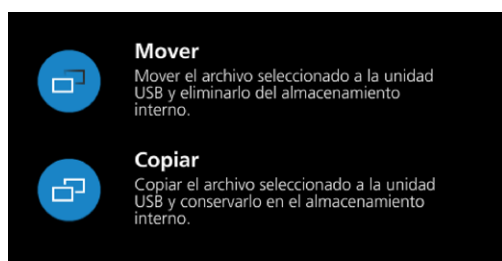 Mover
Mover el archivo seleccionado a la unidad
USB y eliminarlo del almacenamiento
interno.
Copiar
Copiar el archivo seleccionado a la unidad
USB y conservarlo en el almacenamiento
interno.